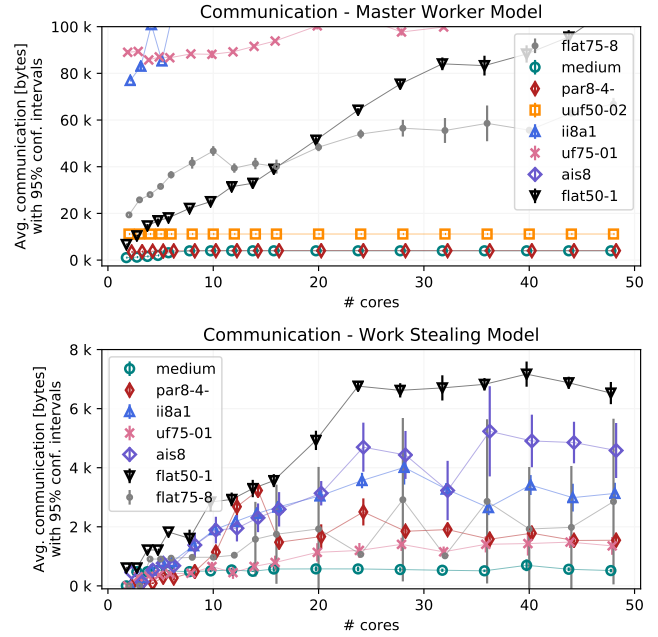 Communication - Master Worker Model
100 k
80 k
60 k
40 k
20 k
0 k
Avg. communication [bytes]
with 95% conf. intervals
flat75-8
medium
par8-4-
uuf50-02
ii8a1
uf75-01
ais8
flat50-1
0 10 20 30 40 50
# cores
Communication - Work Stealing Model
8 k
6 k
4 k
2 k
0 k
Avg. communication [bytes]
with 95% conf. intervals
medium
par8-4-
ii8a1
uf75-01
ais8
flat50-1
flat75-8
0 10 20 30 40 50
# cores